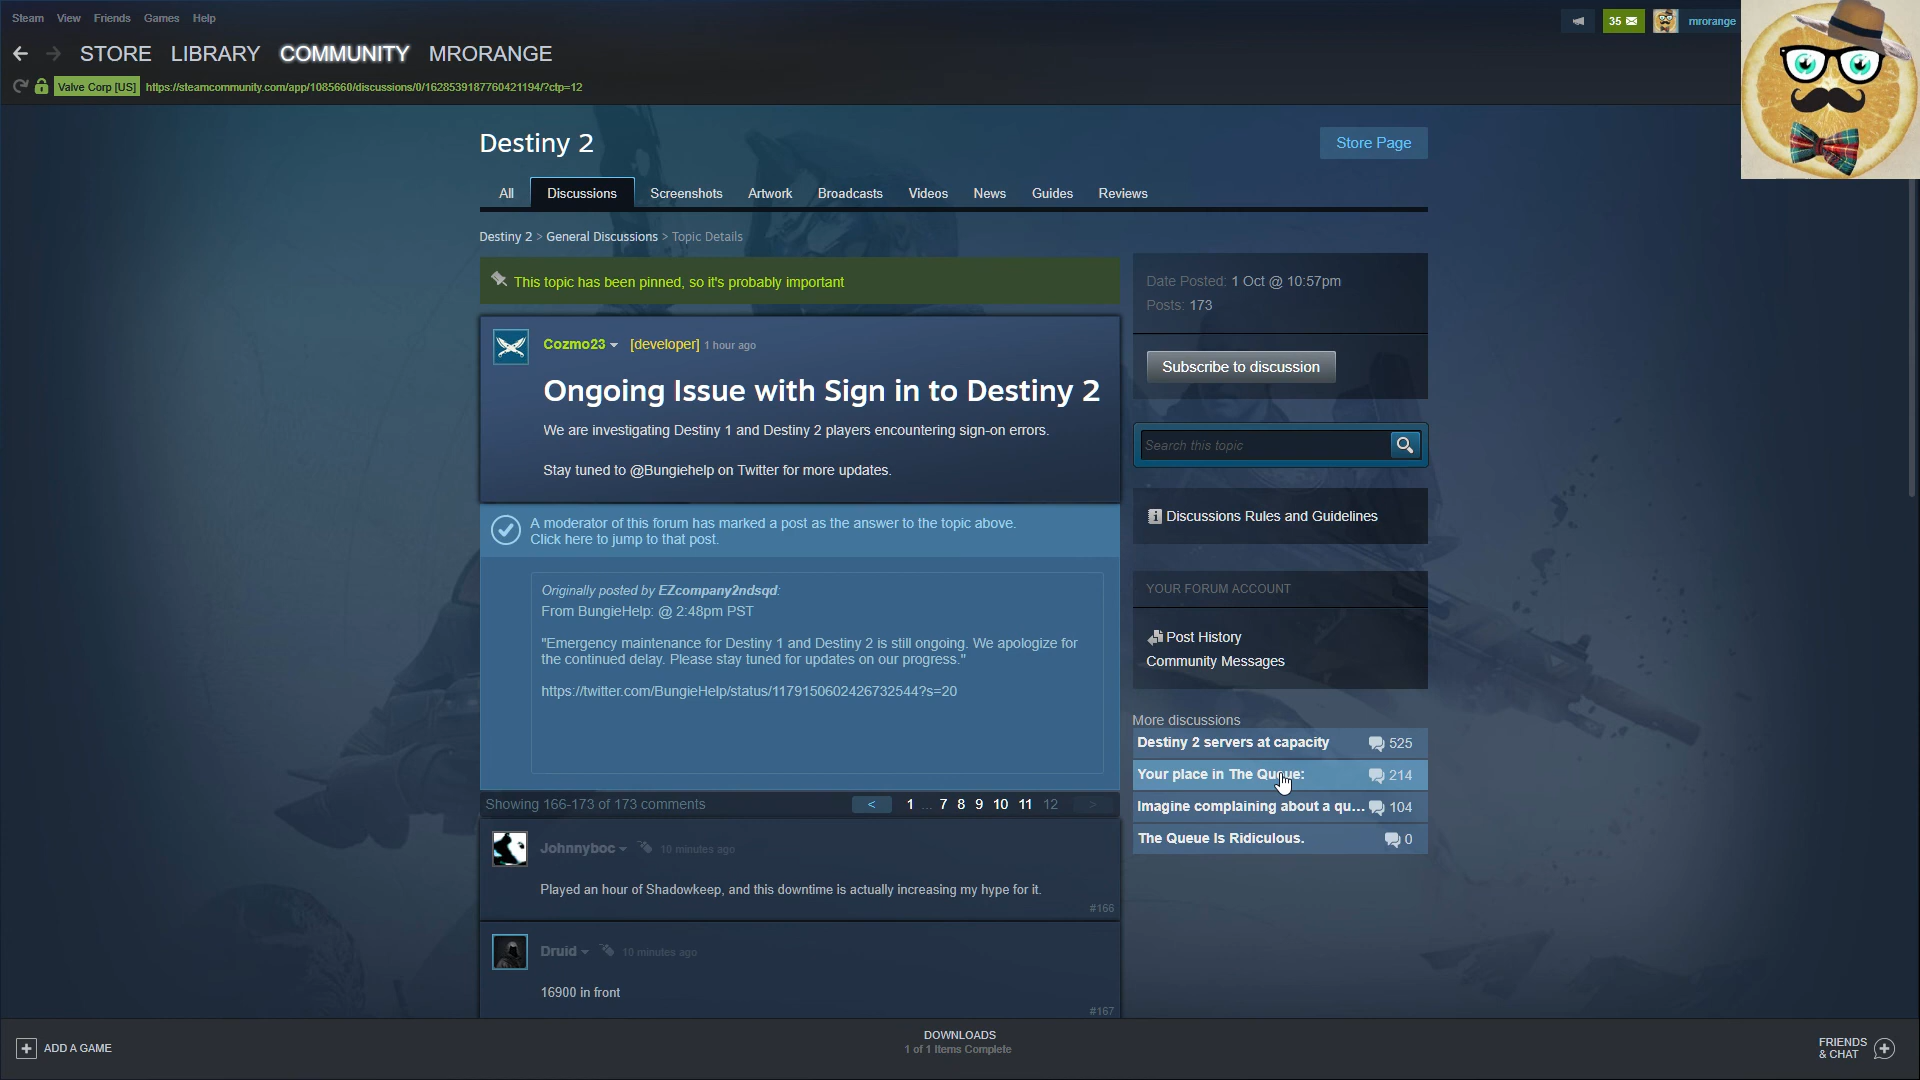 Steam View Friends Games Help
35
mrorange
STORE LIBRARY COMMUNITY MRORANGE
Valve Corp [US] https://steamcommunity.com/app/1085660/discussions/0/1628539187760421194/?ctp=12
Destiny 2
Store Page
All Discussions Screenshots Artwork Broadcasts Videos News Guides Reviews
Destiny 2 > General Discussions > Topic Details
This topic has been pinned, so it's probably important
Cozmo23 [developer] 1 hour ago
Ongoing Issue with Sign in to Destiny 2
We are investigating Destiny 1 and Destiny 2 players encountering sign-on errors.
Stay tuned to @Bungiehelp on Twitter for more updates.
A moderator of this forum has marked a post as the answer to the topic above.
Click here to jump to that post.
Originally posted by EZcompany2ndsqd:
From BungieHelp: @ 2:48pm PST
"Emergency maintenance for Destiny 1 and Destiny 2 is still ongoing. We apologize for
the continued delay. Please stay tuned for updates on our progress."
https://twitter.com/BungieHelp/status/1179150602426732544?s=20
Showing 166-173 of 173 comments
< 1 ... 7 8 9 10 11 12 >
Johnnyboc 10 minutes ago
Played an hour of Shadowkeep, and this downtime is actually increasing my hype for it.
#166
Druid 10 minutes ago
16900 in front
#167
Date Posted: 1 Oct @ 10:57pm
Posts: 173
Subscribe to discussion
Search this topic
Discussions Rules and Guidelines
YOUR FORUM ACCOUNT
Post History
Community Messages
More discussions
Destiny 2 servers at capacity 525
Your place in The Queue: 214
Imagine complaining about a qu... 104
The Queue Is Ridiculous. 0
ADD A GAME
DOWNLOADS
1 of 1 Items Complete
FRIENDS
& CHAT